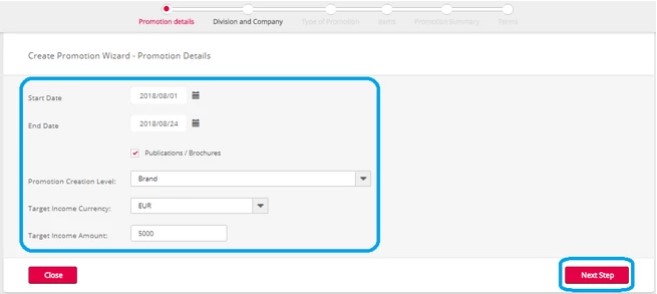 Promotion details Division and Company Type of Promotion Items Promotion Summary Terms
Create Promotion Wizard - Promotion Details
Start Date 2018/08/01
End Date 2018/08/24
Publications / Brochures
Promotion Creation Level: Brand
Target Income Currency: EUR
Target Income Amount: 5000
Close Next Step